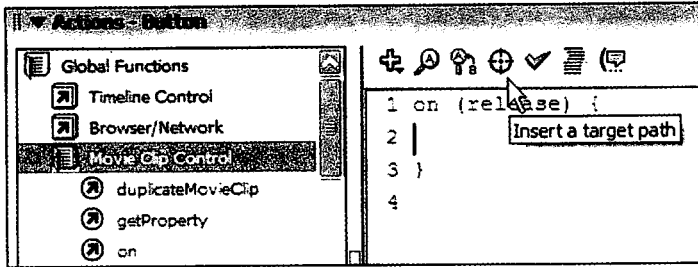 Actions - Button
Global Functions
Timeline Control
Browser/Network
Movie Clip Control
duplicateMovieClip
getProperty
on
1 on (release) {
2
3 }
4
Insert a target path